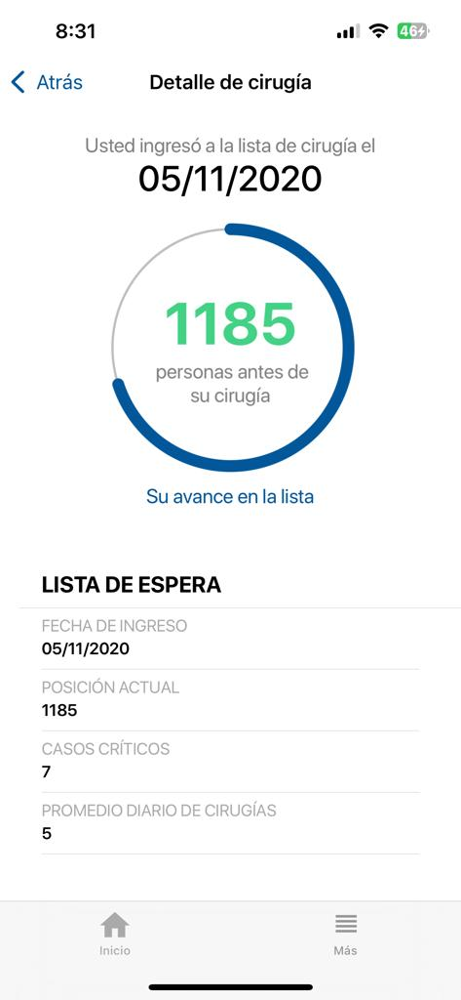 8:31
46
Atrás
Detalle de cirugía
Usted ingresó a la lista de cirugía el
05/11/2020
1185
personas antes de
su cirugía
Su avance en la lista
LISTA DE ESPERA
FECHA DE INGRESO
05/11/2020
POSICIÓN ACTUAL
1185
CASOS CRÍTICOS
7
PROMEDIO DIARIO DE CIRUGÍAS
5
Inicio
Más